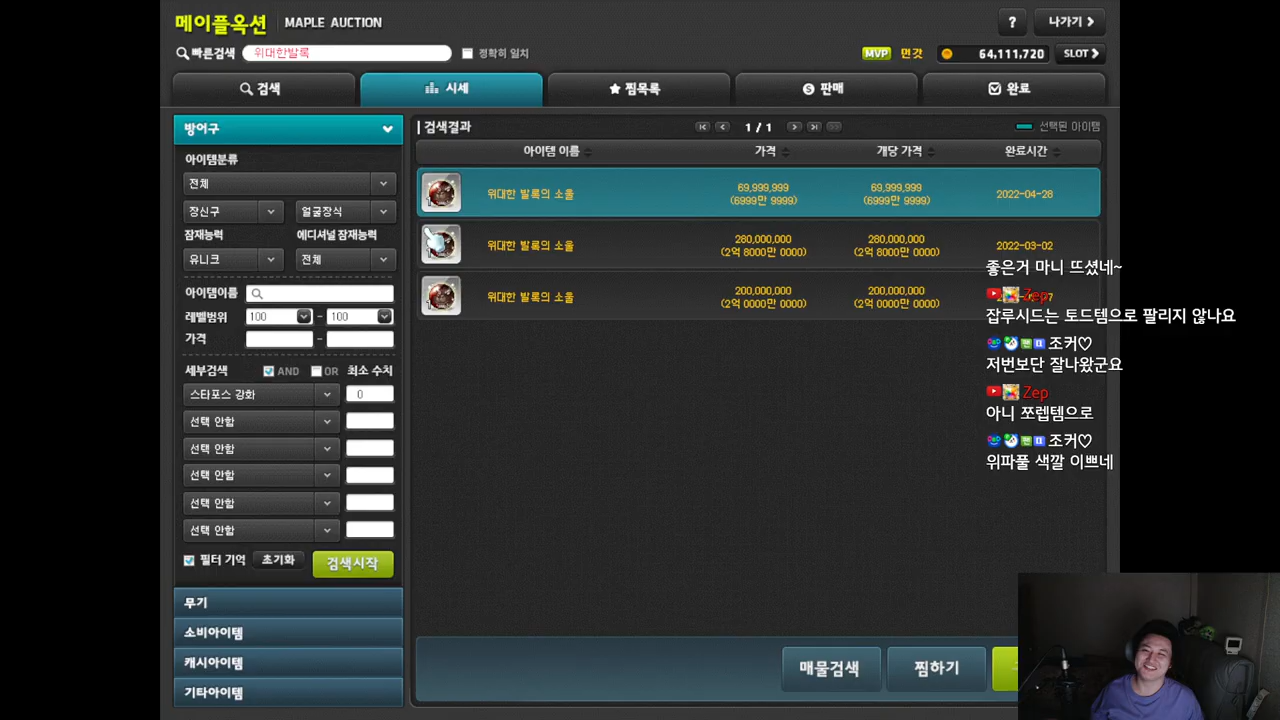 메이플옥션 MAPLE AUCTION
? 나가기
빠른검색 위대한발록 정확히 일치
MVP 면갓 64,111,720 SLOT
검색 시세 찜목록 판매 완료
방어구
아이템분류
전체
장신구 얼굴장식
잠재능력 에디셔널 잠재능력
유니크 전체
아이템이름
레벨범위 100 - 100
가격 -
세부검색 AND OR 최소 수치
스타포스 강화 0
선택 안함
선택 안함
선택 안함
선택 안함
선택 안함
필터 기억 초기화 검색시작
무기
소비아이템
캐시아이템
기타아이템
검색결과 1 / 1 선택된 아이템
아이템 이름 가격 개당 가격 완료시간
위대한 발록의 소울 69,999,999 69,999,999 2022-04-28
(6999만 9999) (6999만 9999)
위대한 발록의 소울 280,000,000 280,000,000 2022-03-02
(2억 8000만 0000) (2억 8000만 0000)
위대한 발록의 소울 200,000,000 200,000,000
(2억 0000만 0000) (2억 0000만 0000)
매물검색 찜하기
좋은거 마니 뜨셨네~
Zep
잡루시드는 토드템으로 팔리지 않나요
조커♡
저번보단 잘나왔군요
Zep
아니 쪼렙템으로
조커♡
위파풀 색깔 이쁘네